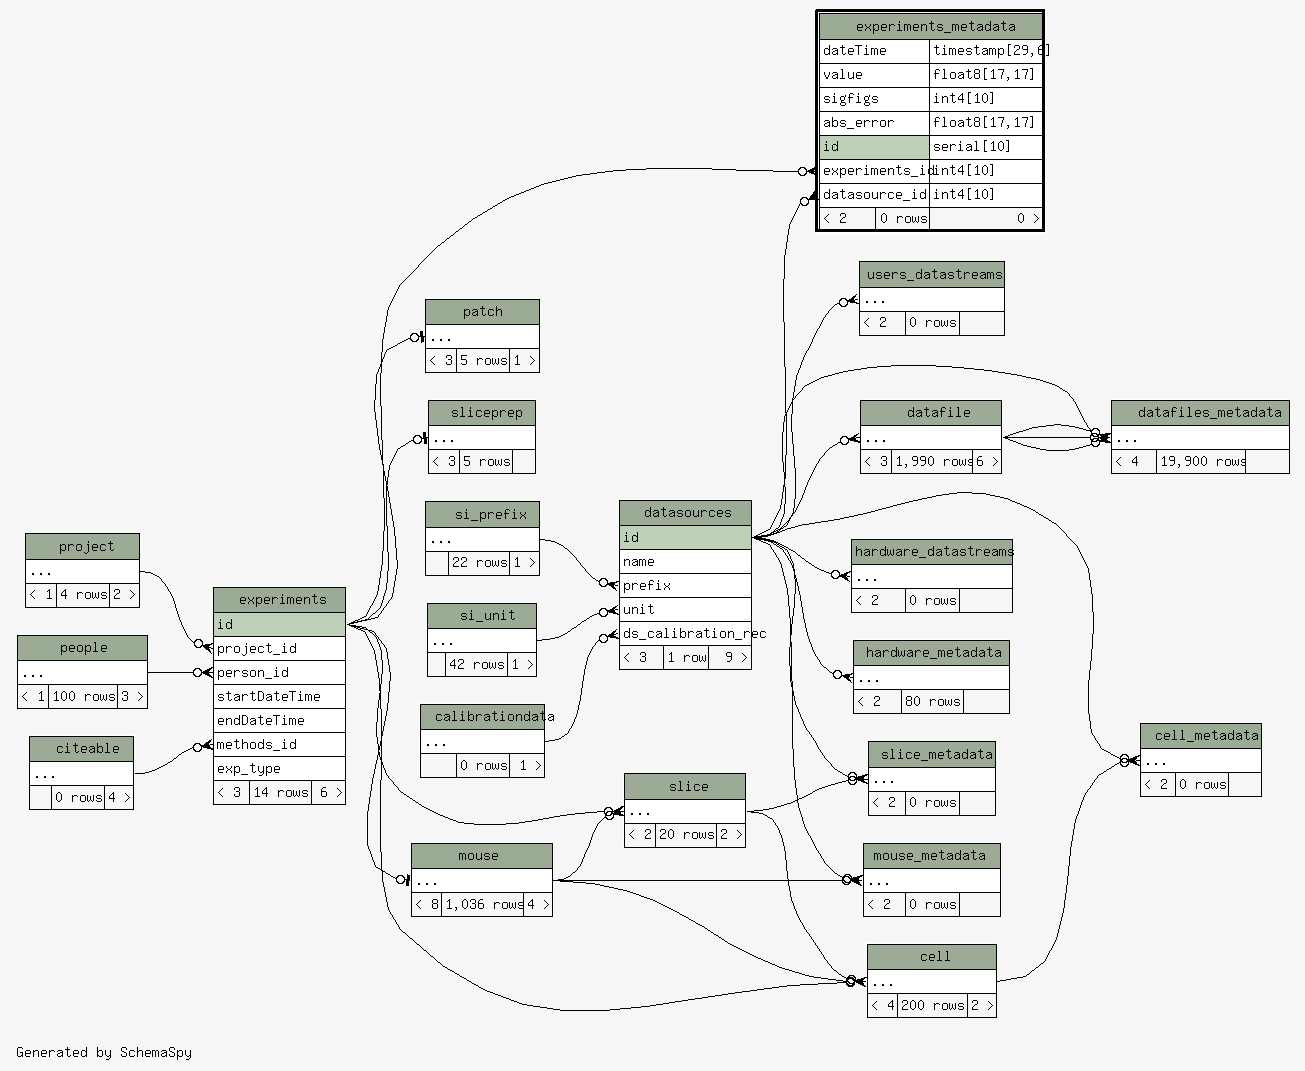 experiments_metadata
dateTime timestamp[29,6]
value float8[17,17]
sigfigs int4[10]
abs_error float8[17,17]
id serial[10]
experiments_id int4[10]
datasource_id int4[10]
< 2 0 rows 0 >
users_datastreams
...
< 2 0 rows
patch
...
< 3 5 rows 1 >
sliceprep
...
< 3 5 rows
datafile
...
< 3 1,990 rows 6 >
datafiles_metadata
...
< 4 19,900 rows
si_prefix
...
22 rows 1 >
datasources
id
name
prefix
unit
ds_calibration_rec
< 3 1 row 9 >
project
...
< 1 4 rows 2 >
hardware_datastreams
...
< 2 0 rows
experiments
id
project_id
person_id
startDateTime
endDateTime
methods_id
exp_type
< 3 14 rows 6 >
si_unit
...
42 rows 1 >
people
...
< 1 100 rows 3 >
hardware_metadata
...
< 2 80 rows
calibrationdata
...
0 rows 1 >
citeable
...
0 rows 4 >
slice_metadata
...
< 2 0 rows
cell_metadata
...
< 2 0 rows
slice
...
< 2 20 rows 2 >
mouse
...
< 8 1,036 rows 4 >
mouse_metadata
...
< 2 0 rows
cell
...
< 4 200 rows 2 >
Generated by SchemaSpy